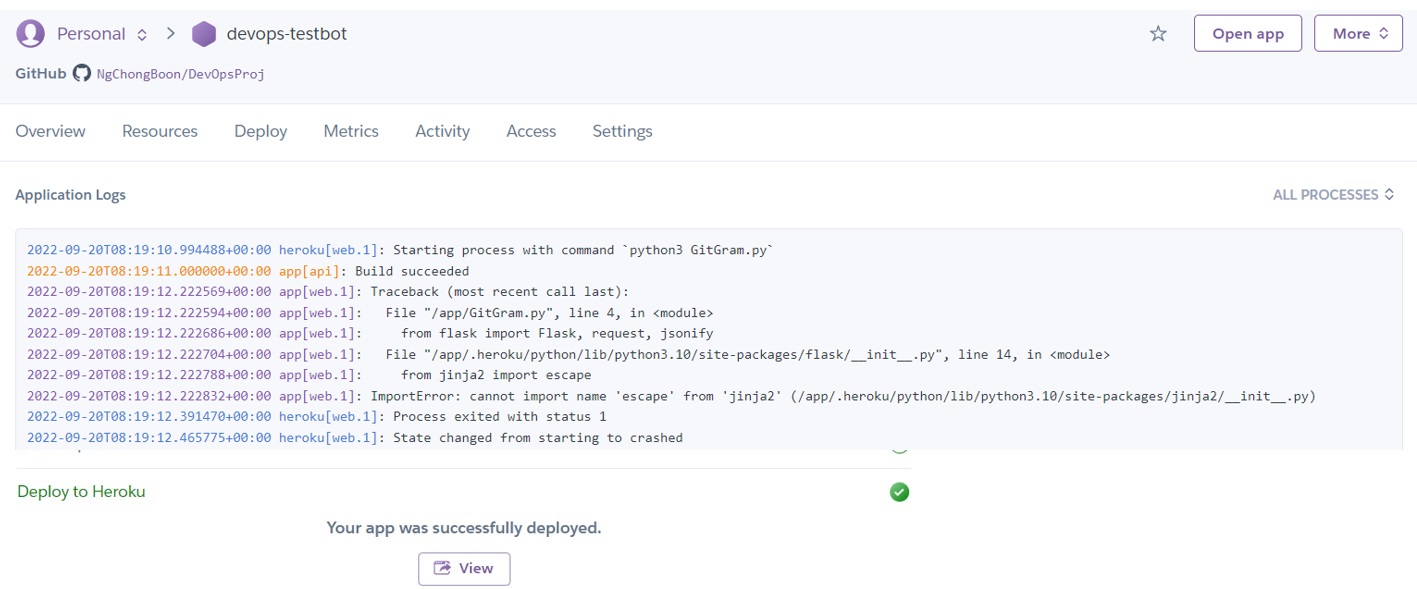 Personal > devops-testbot Open app More
GitHub NgChongBoon/DevOpsProj
Overview Resources Deploy Metrics Activity Access Settings
Application Logs ALL PROCESSES
2022-09-20T08:19:10.994488+00:00 heroku[web.1]: Starting process with command `python3 GitGram.py`
2022-09-20T08:19:11.000000+00:00 app[api]: Build succeeded
2022-09-20T08:19:12.222569+00:00 app[web.1]: Traceback (most recent call last):
2022-09-20T08:19:12.222594+00:00 app[web.1]:   File "/app/GitGram.py", line 4, in <module>
2022-09-20T08:19:12.222686+00:00 app[web.1]:     from flask import Flask, request, jsonify
2022-09-20T08:19:12.222704+00:00 app[web.1]:   File "/app/.heroku/python/lib/python3.10/site-packages/flask/__init__.py", line 14, in <module>
2022-09-20T08:19:12.222788+00:00 app[web.1]:     from jinja2 import escape
2022-09-20T08:19:12.222832+00:00 app[web.1]: ImportError: cannot import name 'escape' from 'jinja2' (/app/.heroku/python/lib/python3.10/site-packages/jinja2/__init__.py)
2022-09-20T08:19:12.391470+00:00 heroku[web.1]: Process exited with status 1
2022-09-20T08:19:12.465775+00:00 heroku[web.1]: State changed from starting to crashed
Deploy to Heroku
Your app was successfully deployed.
View